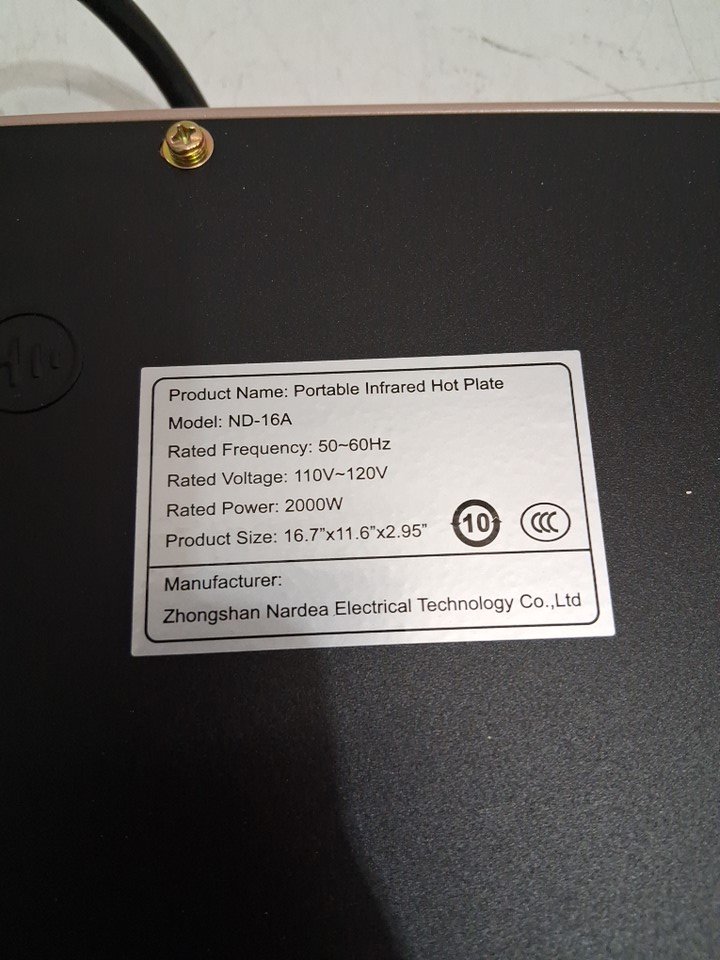 Product Name: Portable Infrared Hot Plate
Model: ND-16A
Rated Frequency: 50~60Hz
Rated Voltage: 110V~120V
Rated Power: 2000W
Product Size: 16.7”x11.6”x2.95”
10
CCC
Manufacturer:
Zhongshan Nardea Electrical Technology Co.,Ltd